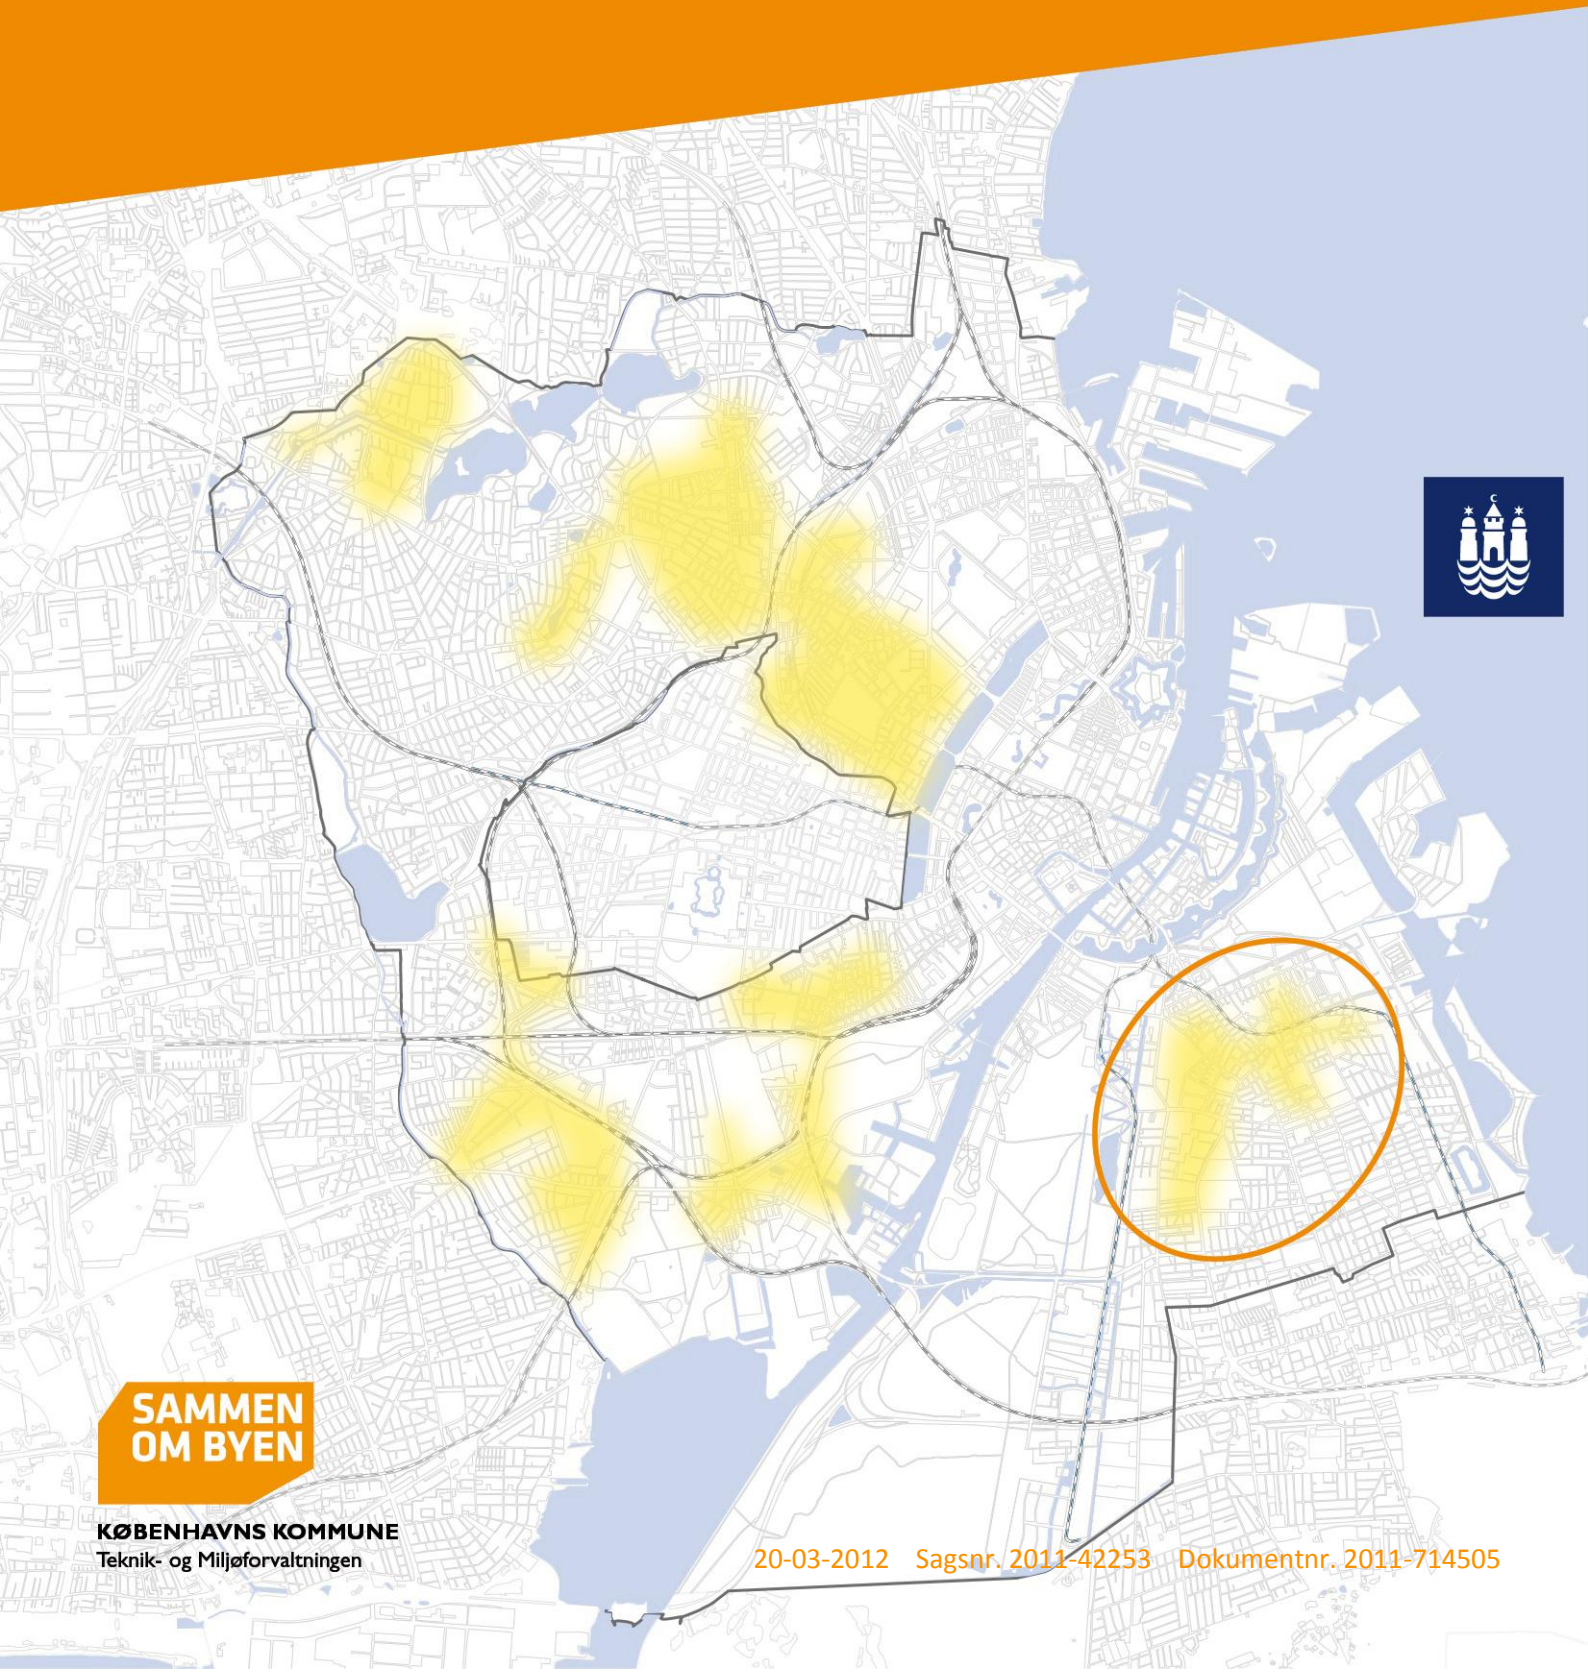 SAMMEN
OM BYEN
KØBENHAVNS KOMMUNE
Teknik- og Miljøforvaltningen
20-03-2012 Sagsnr. 2011-42253 Dokumentnr. 2011-714505